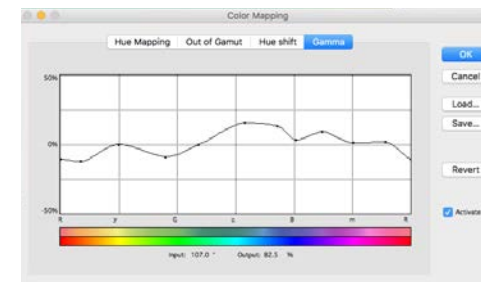 Color Mapping
Hue Mapping Out of Gamut Hue shift Gamma
OK
Cancel
Load...
Save...
Revert
Activate
50%
0%
-50%
R y G c B m R
Input: 107.0 ° Output: 82.5 %